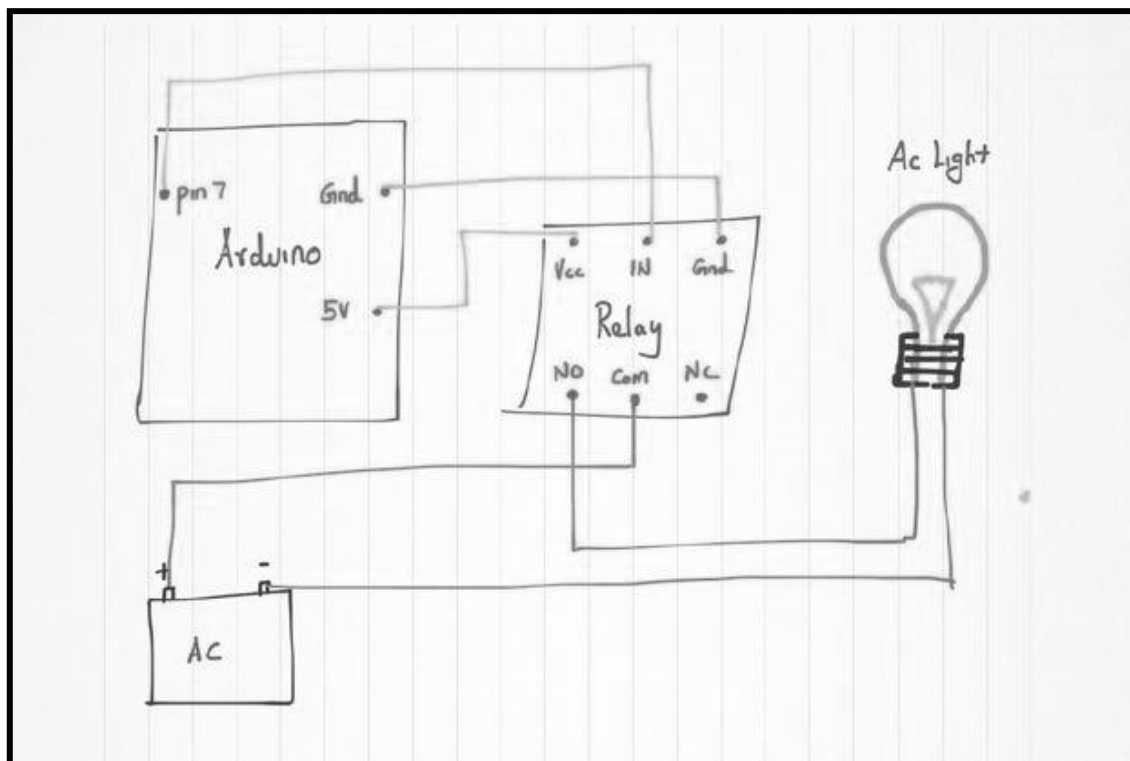 Ac Light
pin 7
Gnd
Arduino
5V
Vcc
IN
Gnd
Relay
NO
Com
NC
+
-
AC